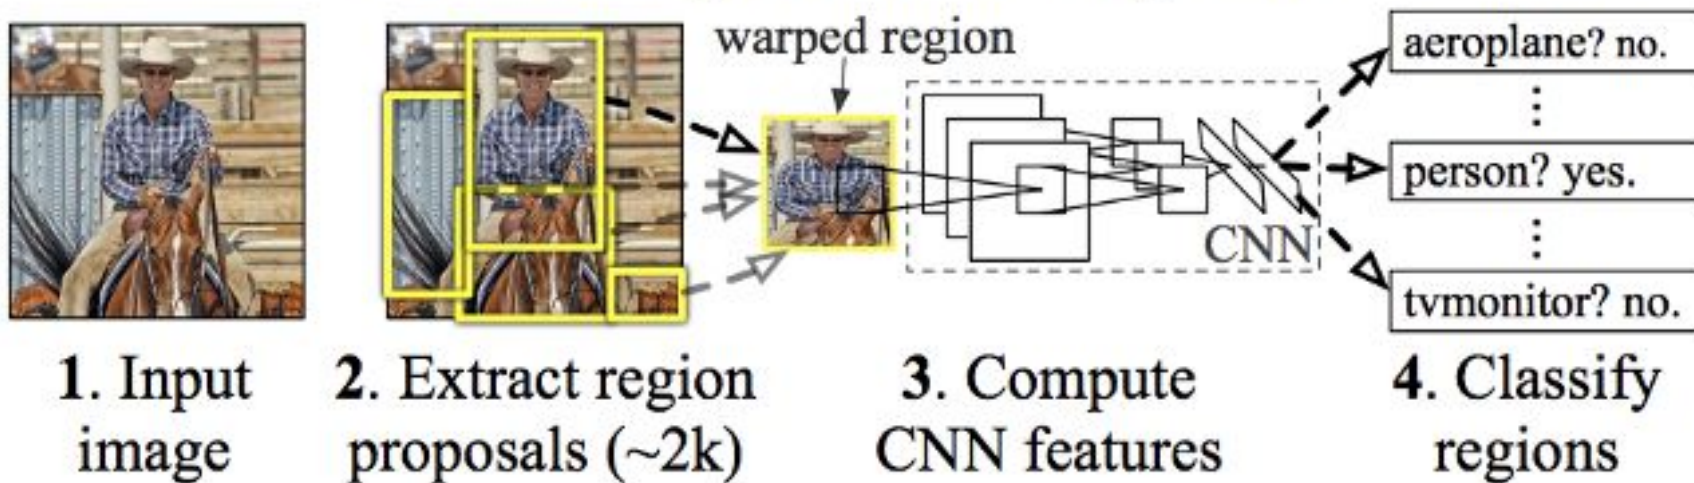 warped region
aeroplane? no.
⋮
person? yes.
⋮
tvmonitor? no.
CNN
1. Input
image
2. Extract region
proposals (~2k)
3. Compute
CNN features
4. Classify
regions